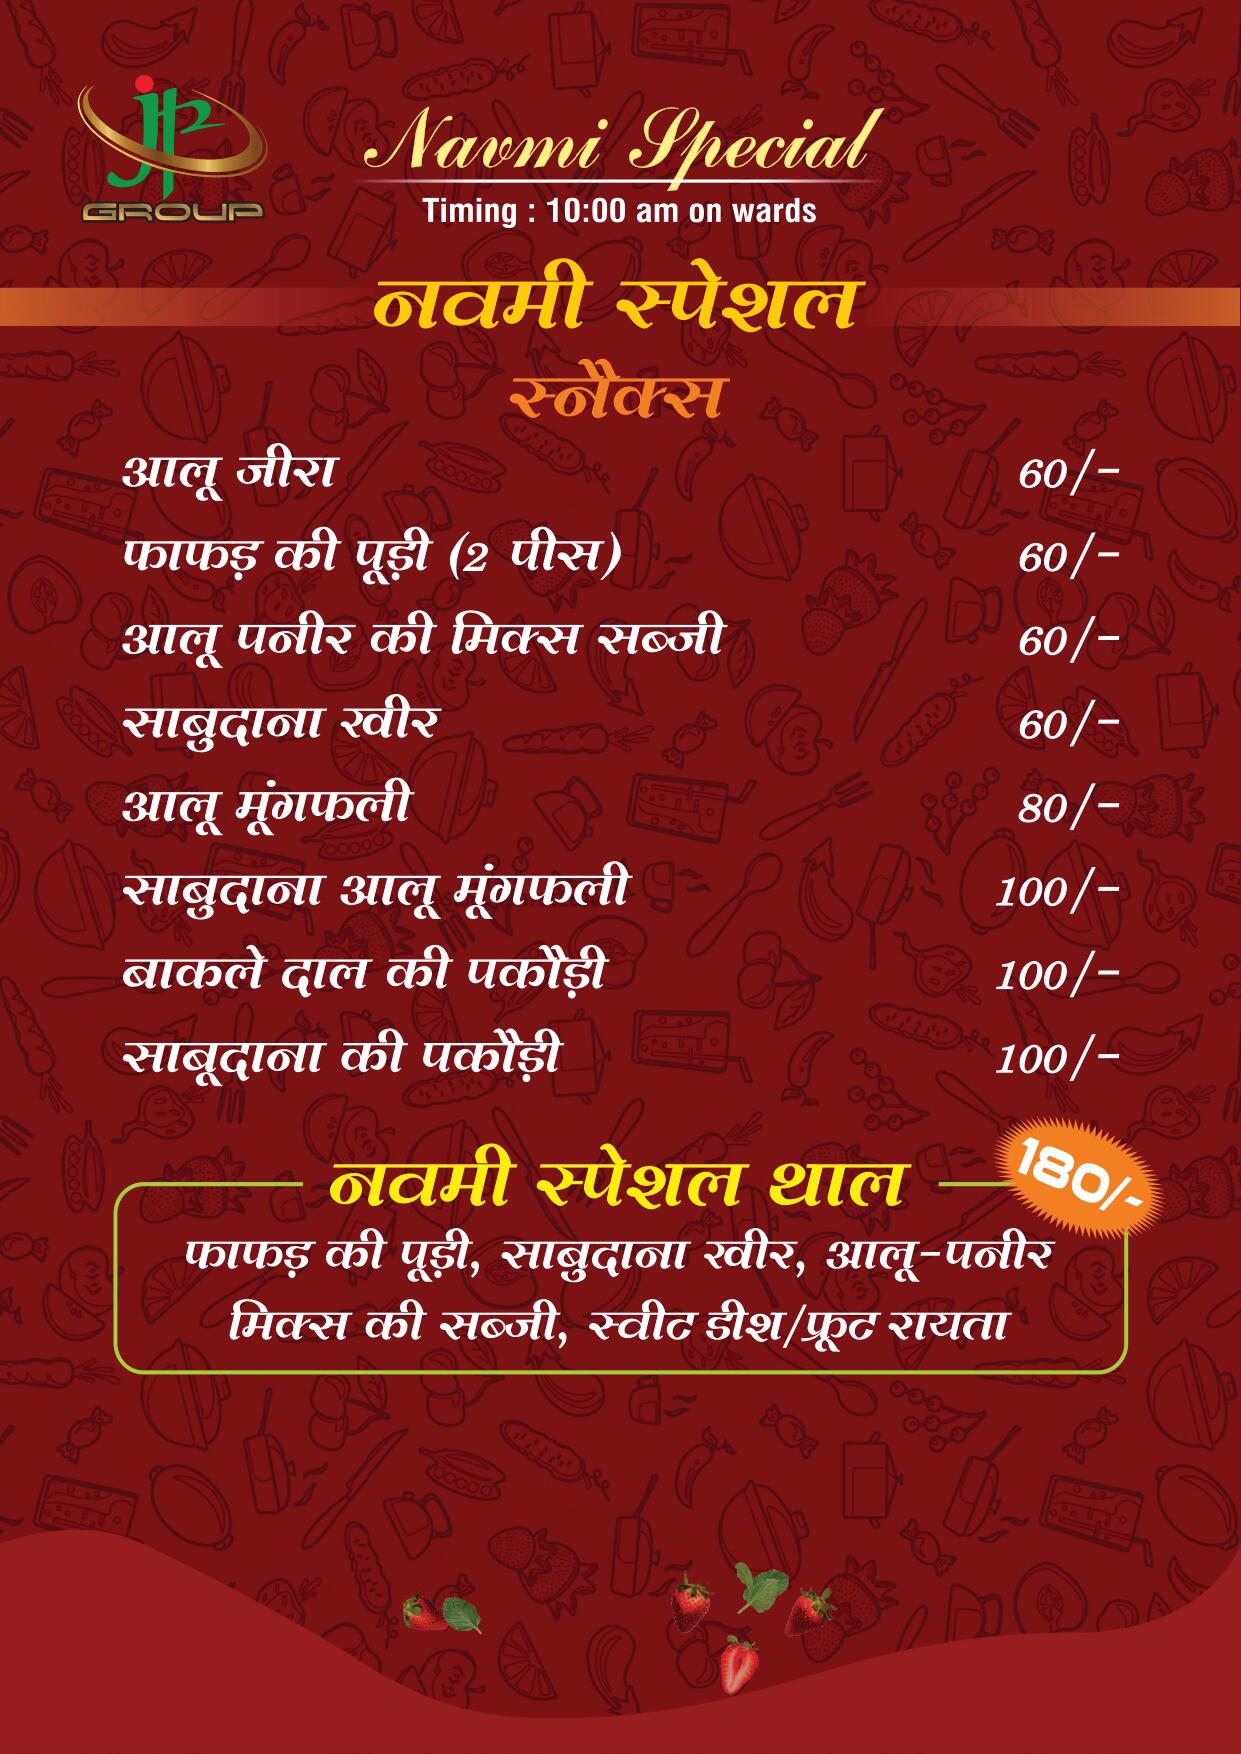 JP
GROUP
Navmi Special
Timing : 10:00 am on wards
नवमी स्पेशल
स्नैक्स
आलू जीरा 60/-
फाफड़ की पूड़ी (2 पीस) 60/-
आलू पनीर की मिक्स सब्जी 60/-
साबुदाना खीर 60/-
आलू मूंगफली 80/-
साबुदाना आलू मूंगफली 100/-
बाकले दाल की पकौड़ी 100/-
साबूदाना की पकौड़ी 100/-
नवमी स्पेशल थाल 180/-
फाफड़ की पूड़ी, साबुदाना खीर, आलू-पनीर
मिक्स की सब्जी, स्वीट डीश/फ्रूट रायता